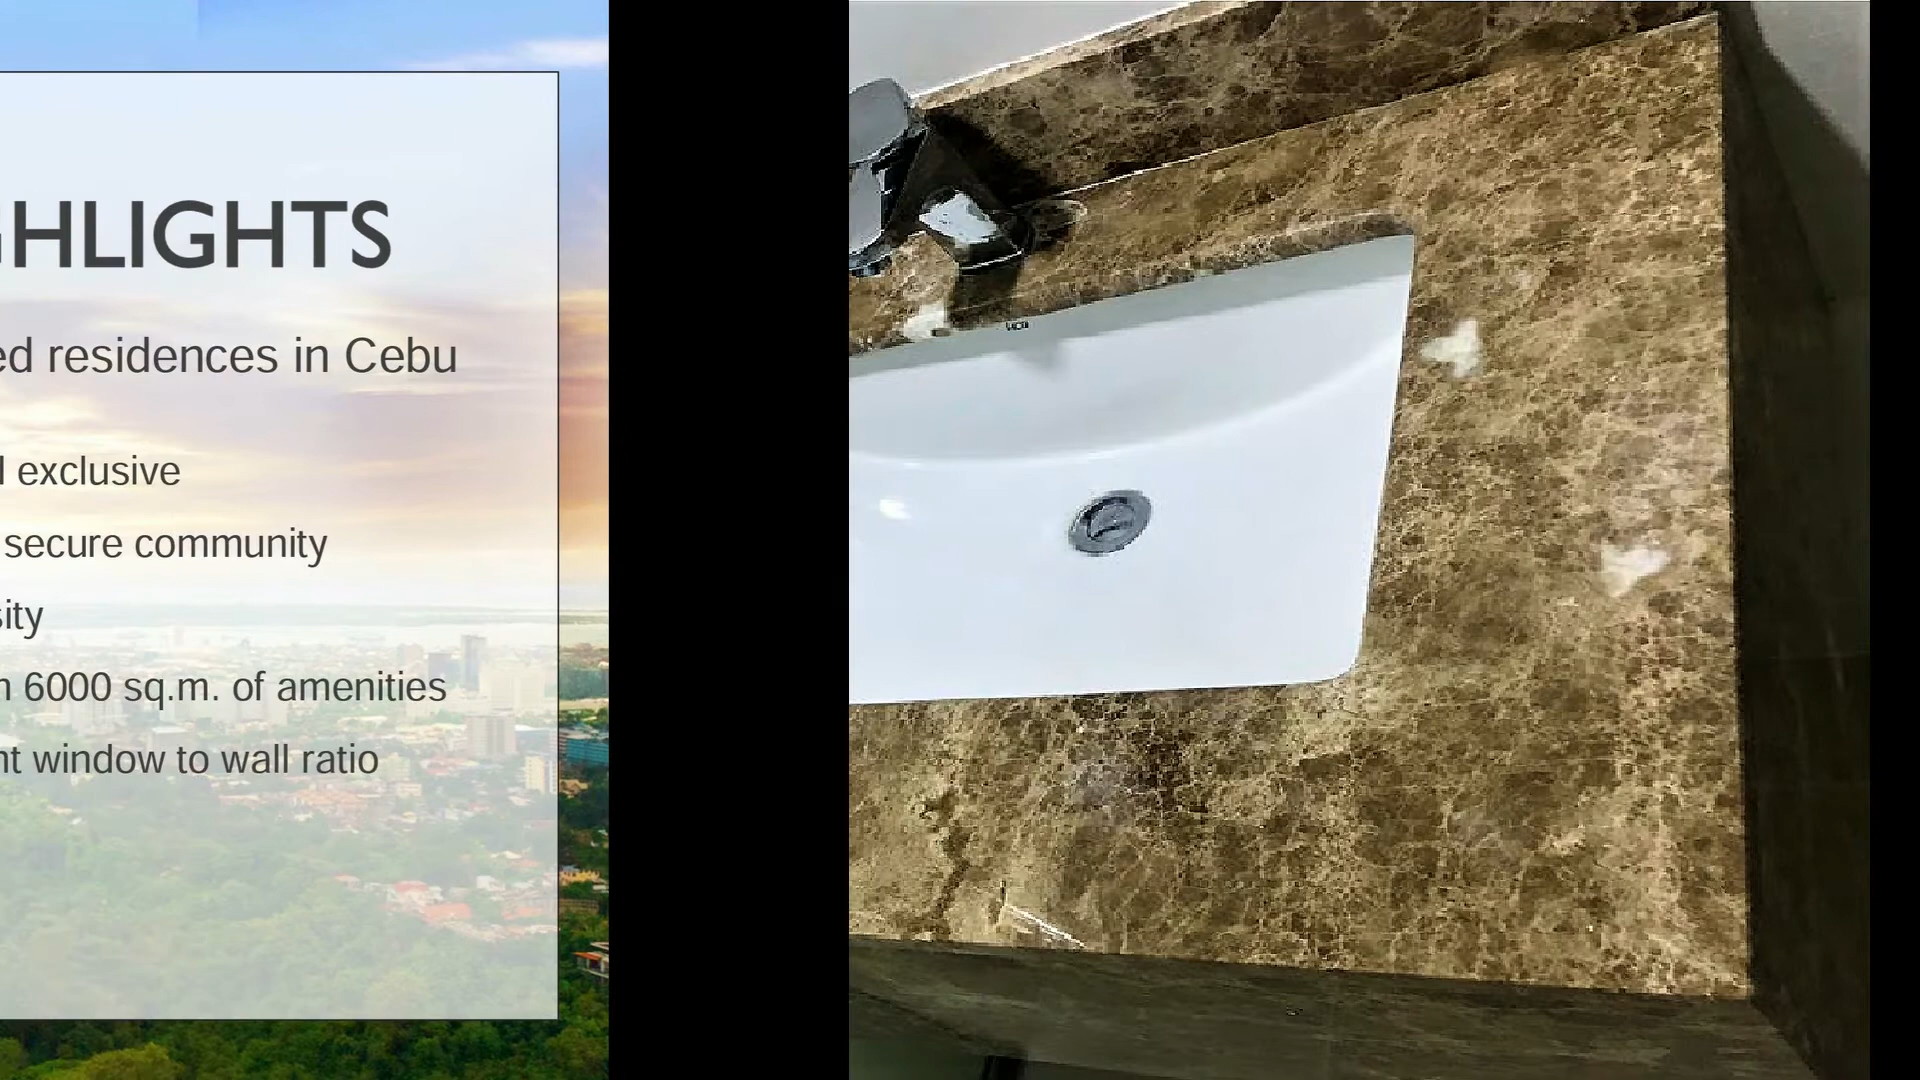 GHLIGHTS
ed residences in Cebu
exclusive
secure community
sity
6000 sq.m. of amenities
nt window to wall ratio